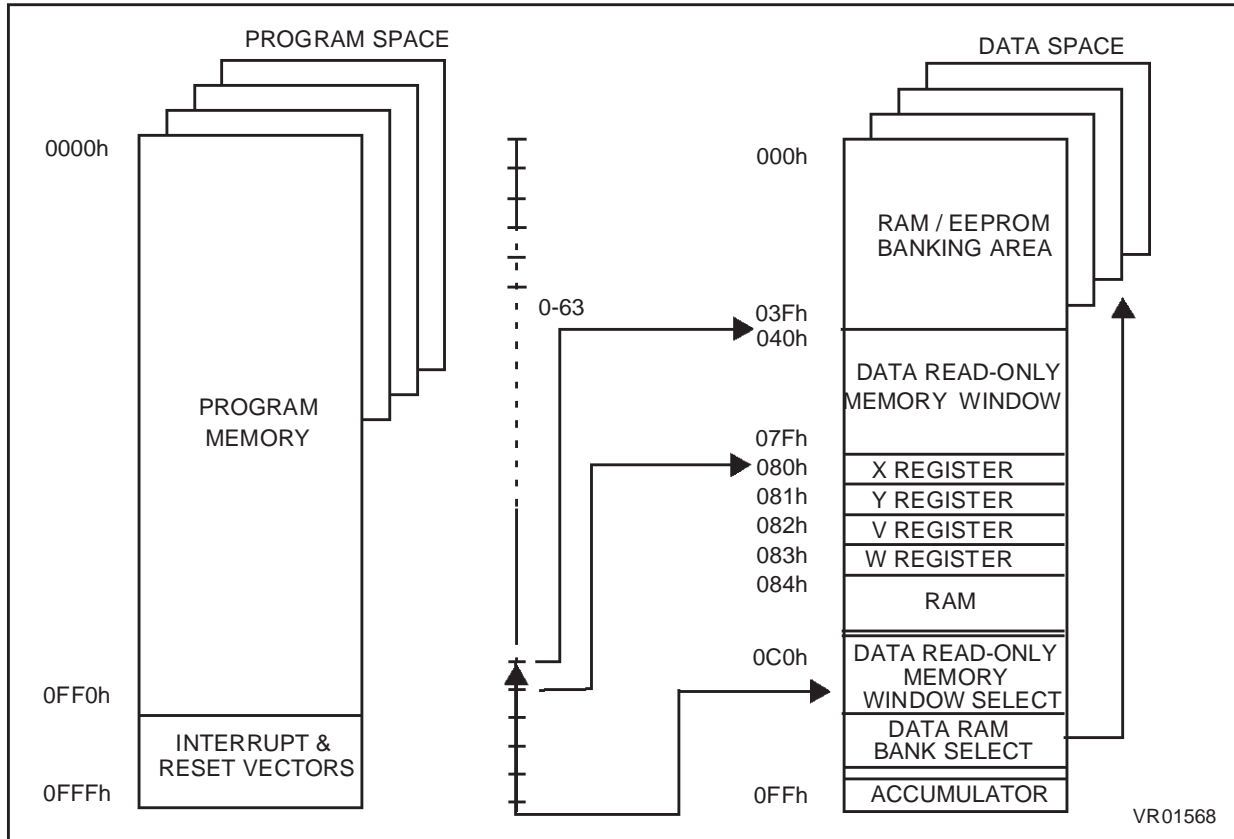 PROGRAM SPACE
0000h
PROGRAM
MEMORY
0FF0h
INTERRUPT &
RESET VECTORS
0FFFh
0-63
DATA SPACE
000h
RAM / EEPROM
BANKING AREA
03Fh
040h
DATA READ-ONLY
MEMORY WINDOW
07Fh
080h
X REGISTER
081h
Y REGISTER
082h
V REGISTER
083h
W REGISTER
084h
RAM
0C0h
DATA READ-ONLY
MEMORY
WINDOW SELECT
DATA RAM
BANK SELECT
0FFh
ACCUMULATOR
VR01568